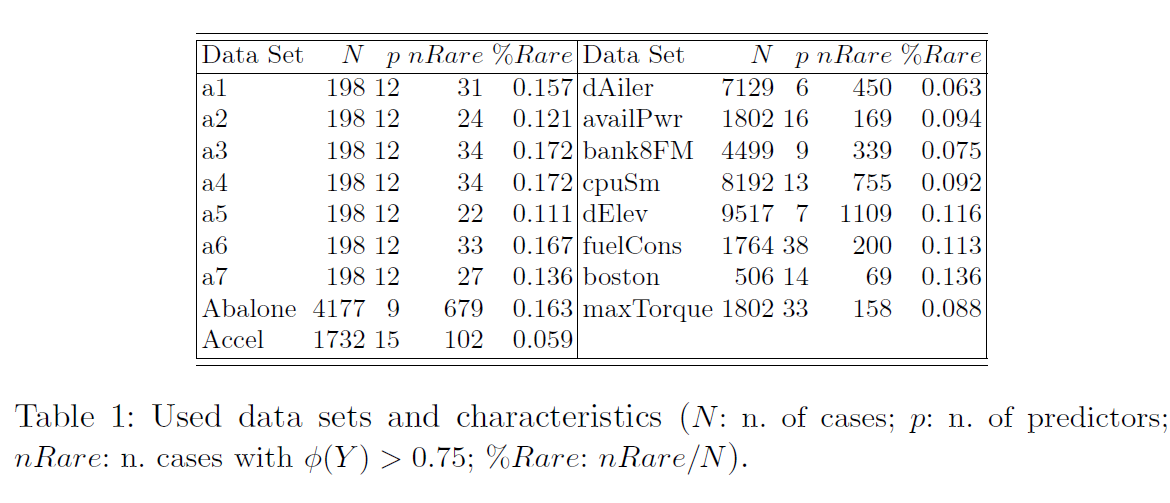 Data Set N p nRare %Rare Data Set N p nRare %Rare
a1 198 12 31 0.157 dAiler 7129 6 450 0.063
a2 198 12 24 0.121 availPwr 1802 16 169 0.094
a3 198 12 34 0.172 bank8FM 4499 9 339 0.075
a4 198 12 34 0.172 cpuSm 8192 13 755 0.092
a5 198 12 22 0.111 dElev 9517 7 1109 0.116
a6 198 12 33 0.167 fuelCons 1764 38 200 0.113
a7 198 12 27 0.136 boston 506 14 69 0.136
Abalone 4177 9 679 0.163 maxTorque 1802 33 158 0.088
Accel 1732 15 102 0.059
Table 1: Used data sets and characteristics (N: n. of cases; p: n. of predictors;
nRare: n. cases with ϕ(Y) > 0.75; %Rare: nRare/N).